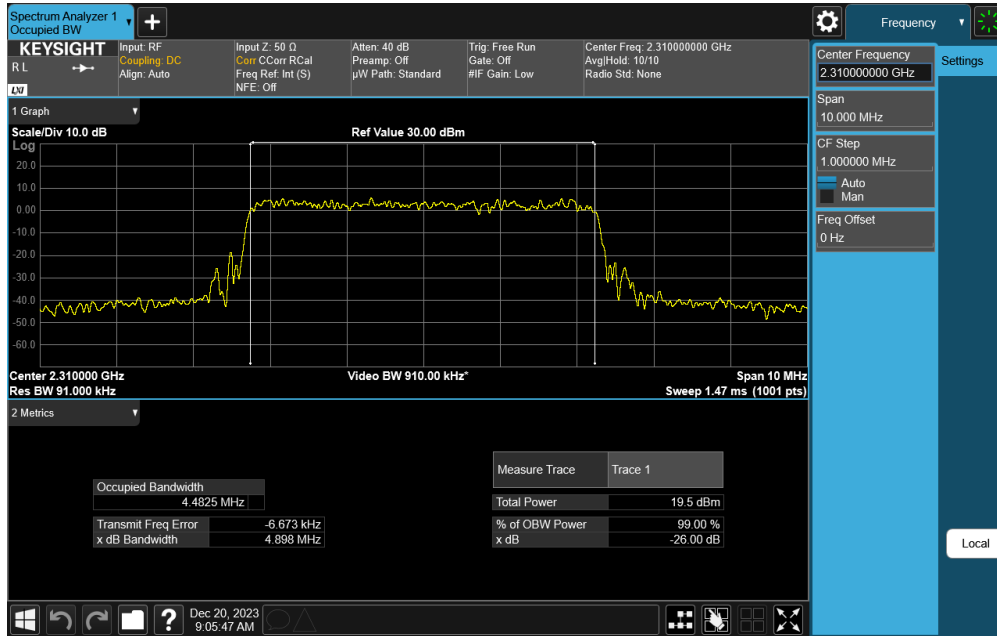 Spectrum Analyzer 1
Occupied BW
Frequency
KEYSIGHT
R L
LXI
Input: RF
Coupling: DC
Align: Auto
Input Z: 50 Ω
Corr CCorr RCal
Freq Ref: Int (S)
NFE: Off
Atten: 40 dB
Preamp: Off
µW Path: Standard
Trig: Free Run
Gate: Off
#IF Gain: Low
Center Freq: 2.310000000 GHz
Avg|Hold: 10/10
Radio Std: None
Center Frequency
2.310000000 GHz
Settings
Span
10.000 MHz
CF Step
1.000000 MHz
Auto
Man
Freq Offset
0 Hz
Local
1 Graph
Scale/Div 10.0 dB
Ref Value 30.00 dBm
Log
20.0
10.0
0.00
-10.0
-20.0
-30.0
-40.0
-50.0
-60.0
Center 2.310000 GHz
Video BW 910.00 kHz*
Span 10 MHz
Res BW 91.000 kHz
Sweep 1.47 ms (1001 pts)
2 Metrics
Measure Trace Trace 1
Occupied Bandwidth
4.4825 MHz
Total Power 19.5 dBm
Transmit Freq Error -6.673 kHz
% of OBW Power 99.00 %
x dB Bandwidth 4.898 MHz
x dB -26.00 dB
?
Dec 20, 2023
9:05:47 AM